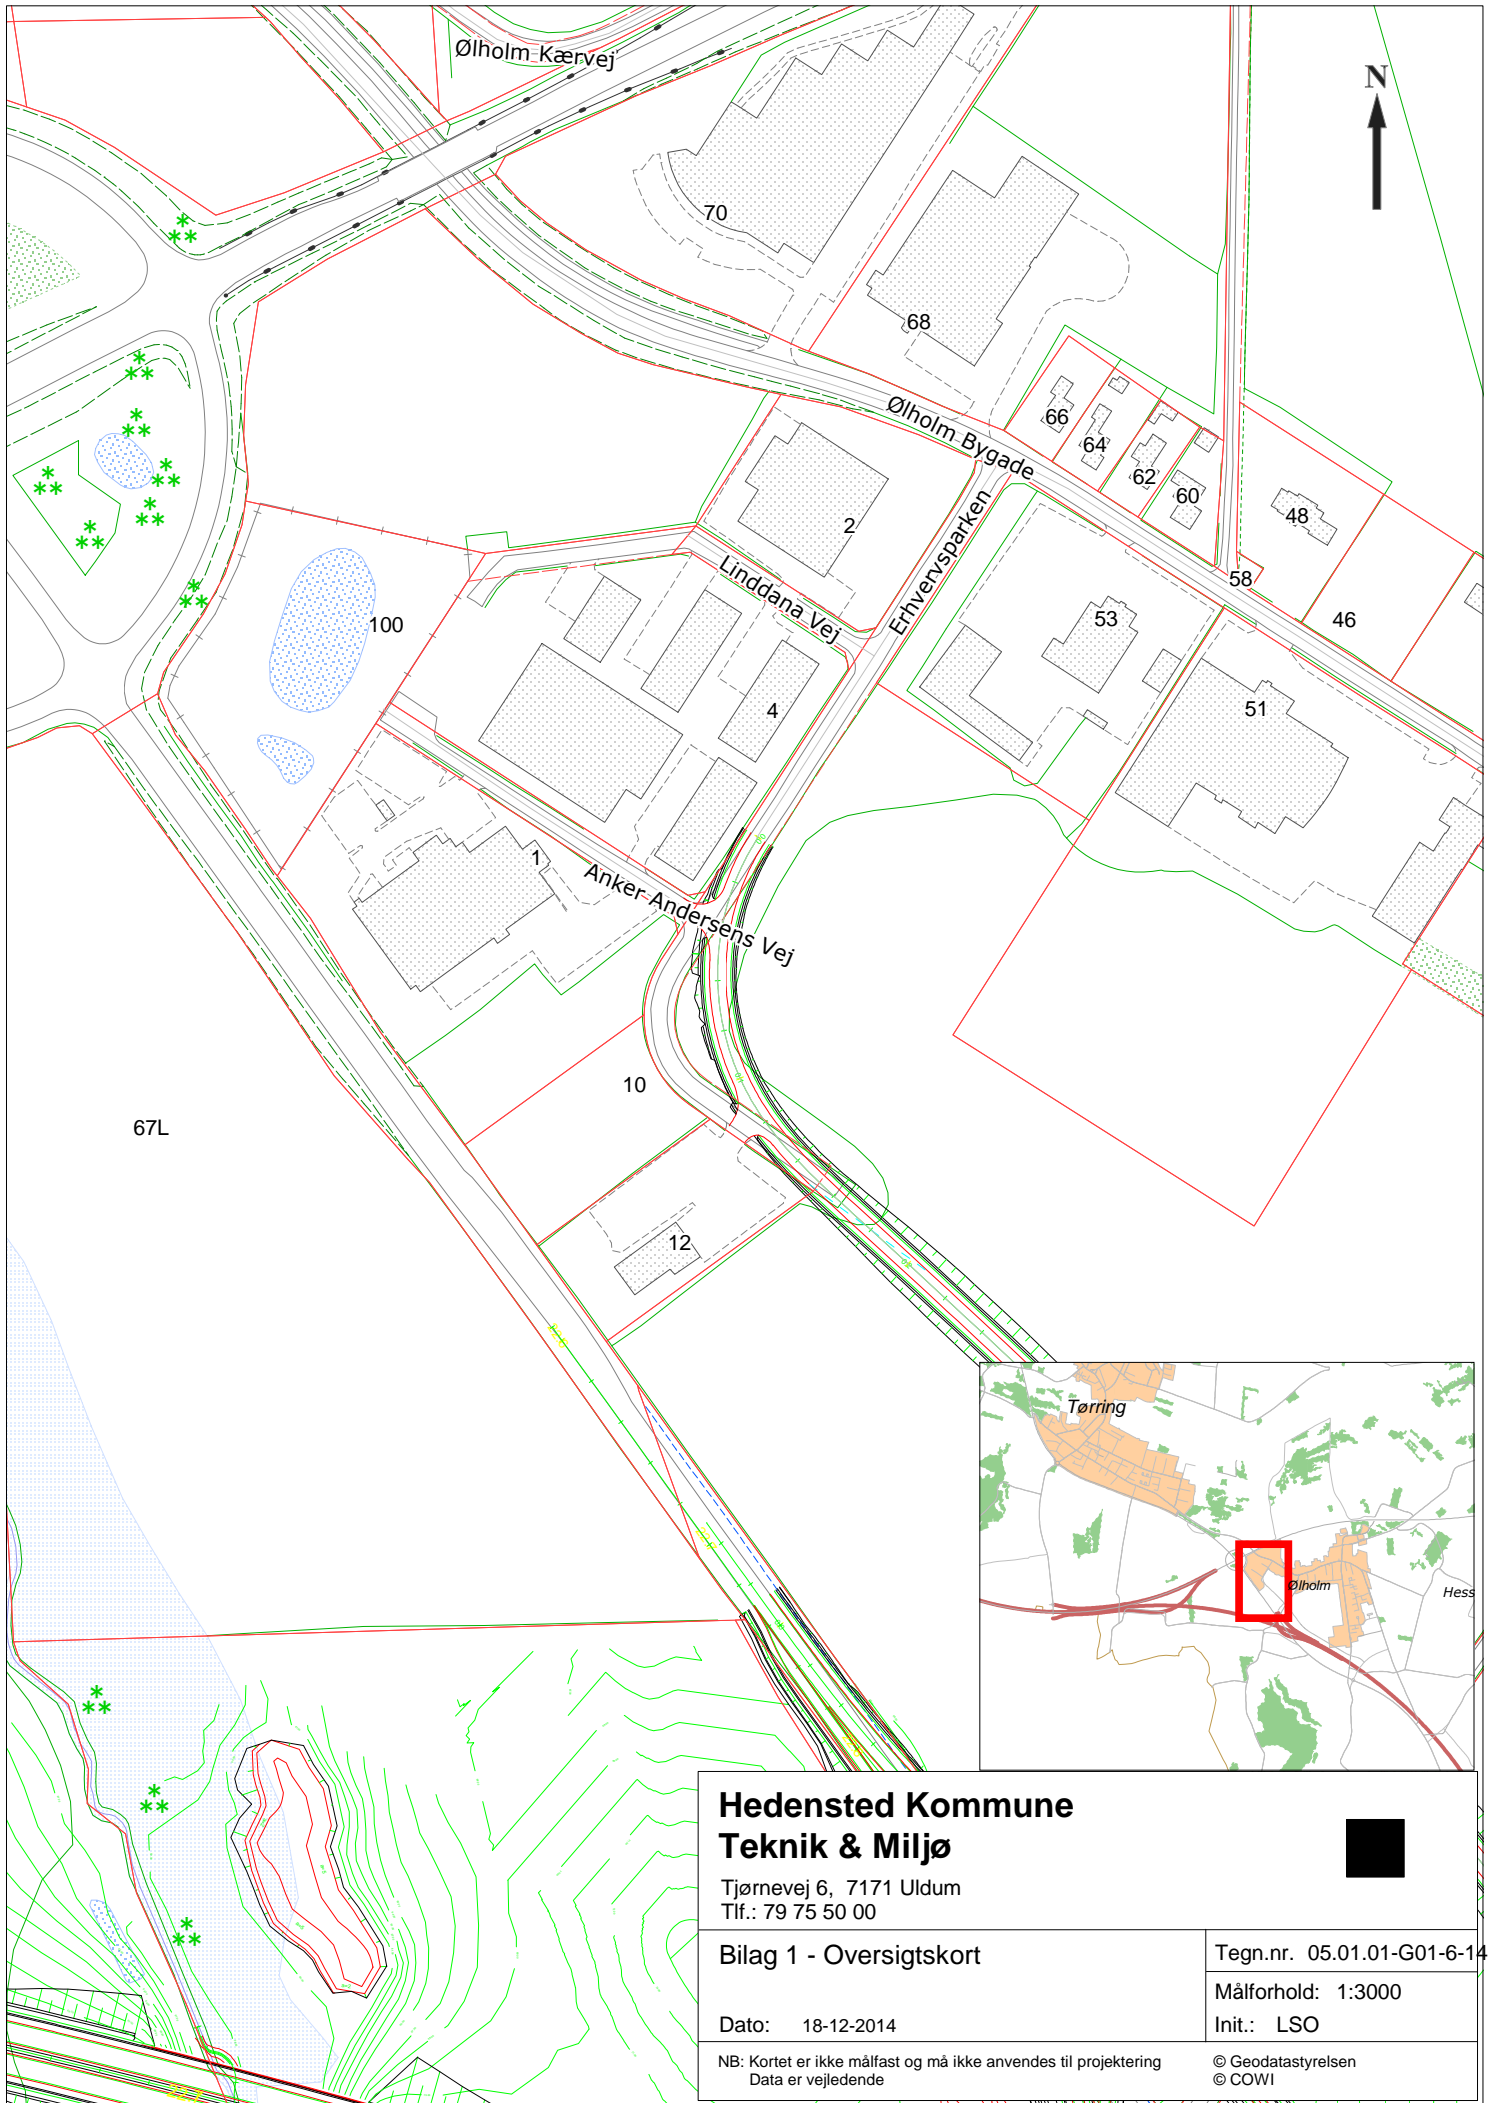 Ølholm Kærvej
N
70
68
Ølholm Bygade
66
64
62
60
48
58
46
2
Linddana Vej
Erhvervsparken
53
51
100
4
1
Anker Andersens Vej
10
67L
12
Tørring
Ølholm
Hess
Hedensted Kommune
Teknik & Miljø
Tjørnevej 6, 7171 Uldum
Tlf.: 79 75 50 00
Bilag 1 - Oversigtskort
Tegn.nr. 05.01.01-G01-6-14
Målforhold: 1:3000
Dato: 18-12-2014
Init.: LSO
NB: Kortet er ikke målfast og må ikke anvendes til projektering
Data er vejledende
© Geodatastyrelsen
© COWI